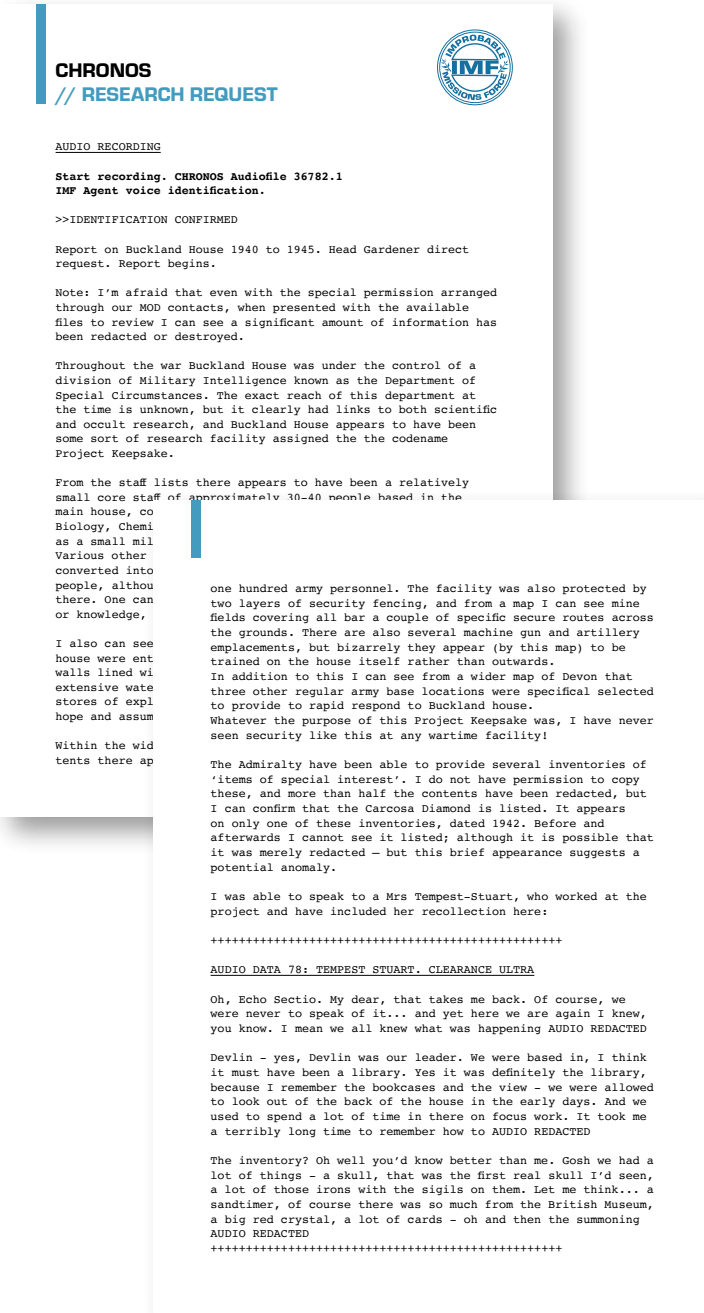 CHRONOS
// RESEARCH REQUEST
IMPROBABLE
IMF
MISSIONS FORCE
AUDIO RECORDING
Start recording. CHRONOS Audiofile 36782.1
IMF Agent voice identification.
>>IDENTIFICATION CONFIRMED
Report on Buckland House 1940 to 1945. Head Gardener direct
request. Report begins.
Note: I’m afraid that even with the special permission arranged
through our MOD contacts, when presented with the available
files to review I can see a significant amount of information has
been redacted or destroyed.
Throughout the war Buckland House was under the control of a
division of Military Intelligence known as the Department of
Special Circumstances. The exact reach of this department at
the time is unknown, but it clearly had links to both scientific
and occult research, and Buckland House appears to have been
some sort of research facility assigned the the codename
Project Keepsake.
From the staff lists there appears to have been a relatively
small core staff of approximately 30-40 people based in the
main house, co
Biology, Chemi
as a small mil
Various other
converted into
people, althou
there. One can
or knowledge,
I also can see
house were ent
walls lined wi
extensive wate
stores of expl
hope and assum
Within the wid
tents there ap
one hundred army personnel. The facility was also protected by
two layers of security fencing, and from a map I can see mine
fields covering all bar a couple of specific secure routes across
the grounds. There are also several machine gun and artillery
emplacements, but bizarrely they appear (by this map) to be
trained on the house itself rather than outwards.
In addition to this I can see from a wider map of Devon that
three other regular army base locations were specifical selected
to provide to rapid respond to Buckland house.
Whatever the purpose of this Project Keepsake was, I have never
seen security like this at any wartime facility!
The Admiralty have been able to provide several inventories of
‘items of special interest’. I do not have permission to copy
these, and more than half the contents have been redacted, but
I can confirm that the Carcosa Diamond is listed. It appears
on only one of these inventories, dated 1942. Before and
afterwards I cannot see it listed; although it is possible that
it was merely redacted – but this brief appearance suggests a
potential anomaly.
I was able to speak to a Mrs Tempest-Stuart, who worked at the
project and have included her recollection here:
++++++++++++++++++++++++++++++++++++++++++++++++++
AUDIO DATA 78: TEMPEST STUART. CLEARANCE ULTRA
Oh, Echo Sectio. My dear, that takes me back. Of course, we
were never to speak of it... and yet here we are again I knew,
you know. I mean we all knew what was happening AUDIO REDACTED
Devlin - yes, Devlin was our leader. We were based in, I think
it must have been a library. Yes it was definitely the library,
because I remember the bookcases and the view - we were allowed
to look out of the back of the house in the early days. And we
used to spend a lot of time in there on focus work. It took me
a terribly long time to remember how to AUDIO REDACTED
The inventory? Oh well you’d know better than me. Gosh we had a
lot of things - a skull, that was the first real skull I’d seen,
a lot of those irons with the sigils on them. Let me think... a
sandtimer, of course there was so much from the British Museum,
a big red crystal, a lot of cards - oh and then the summoning
AUDIO REDACTED
++++++++++++++++++++++++++++++++++++++++++++++++++